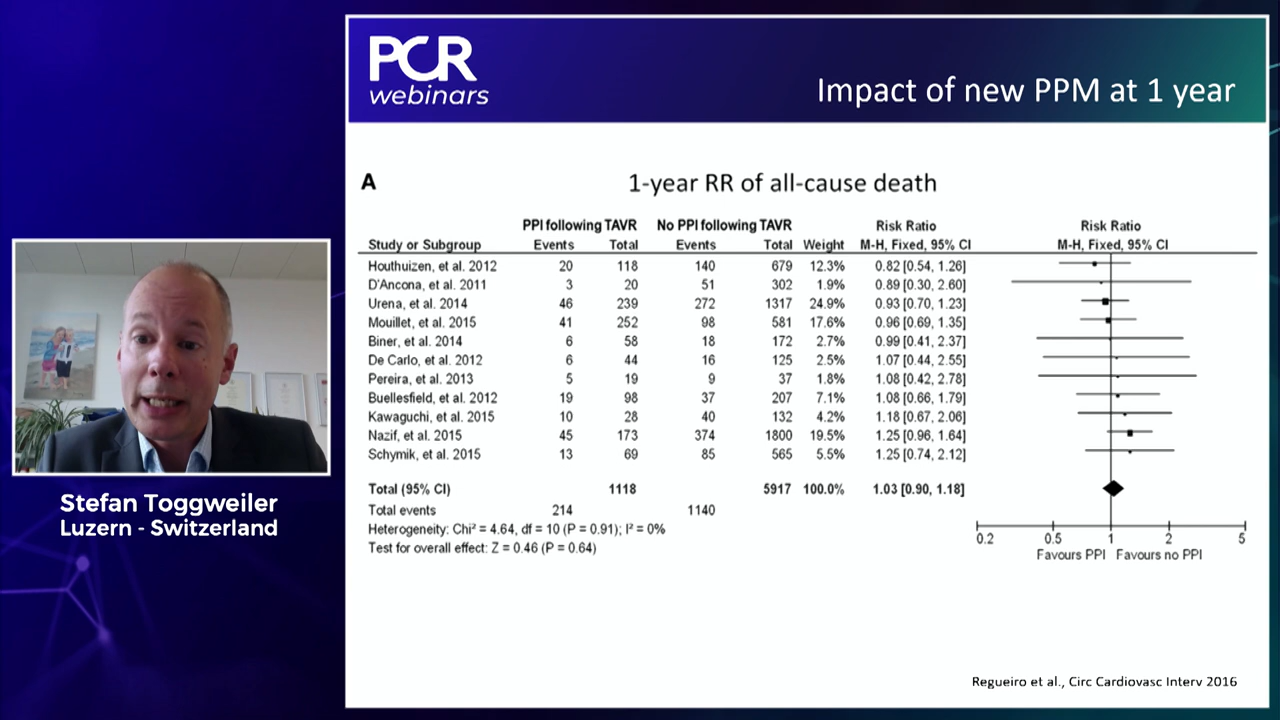 PCR
webinars
Impact of new PPM at 1 year
A
1-year RR of all-cause death
PPI following TAVR No PPI following TAVR Risk Ratio Risk Ratio
Study or Subgroup Events Total Events Total Weight M-H, Fixed, 95% CI M-H, Fixed, 95% CI
Houthuizen, et al. 2012 20 118 140 679 12.3% 0.82 [0.54, 1.26]
D'Ancona, et al. 2011 3 20 51 302 1.9% 0.89 [0.30, 2.60]
Urena, et al. 2014 46 239 272 1317 24.9% 0.93 [0.70, 1.23]
Mouillet, et al. 2015 41 252 98 581 17.6% 0.96 [0.69, 1.35]
Biner, et al. 2014 6 58 18 172 2.7% 0.99 [0.41, 2.37]
De Carlo, et al. 2012 6 44 16 125 2.5% 1.07 [0.44, 2.55]
Pereira, et al. 2013 5 19 9 37 1.8% 1.08 [0.42, 2.78]
Buellesfield, et al. 2012 19 98 37 207 7.1% 1.08 [0.66, 1.79]
Kawaguchi, et al. 2015 10 28 40 132 4.2% 1.18 [0.67, 2.06]
Nazif, et al. 2015 45 173 374 1800 19.5% 1.25 [0.96, 1.64]
Schymik, et al. 2015 13 69 85 565 5.5% 1.25 [0.74, 2.12]
Total (95% CI) 1118 5917 100.0% 1.03 [0.90, 1.18]
Total events 214 1140
Heterogeneity: Chi² = 4.64, df = 10 (P = 0.91); I² = 0%
Test for overall effect: Z = 0.46 (P = 0.64)
0.2 0.5 1 2 5
Favours PPI Favours no PPI
Regueiro et al., Circ Cardiovasc Interv 2016
Stefan Toggweiler
Luzern - Switzerland